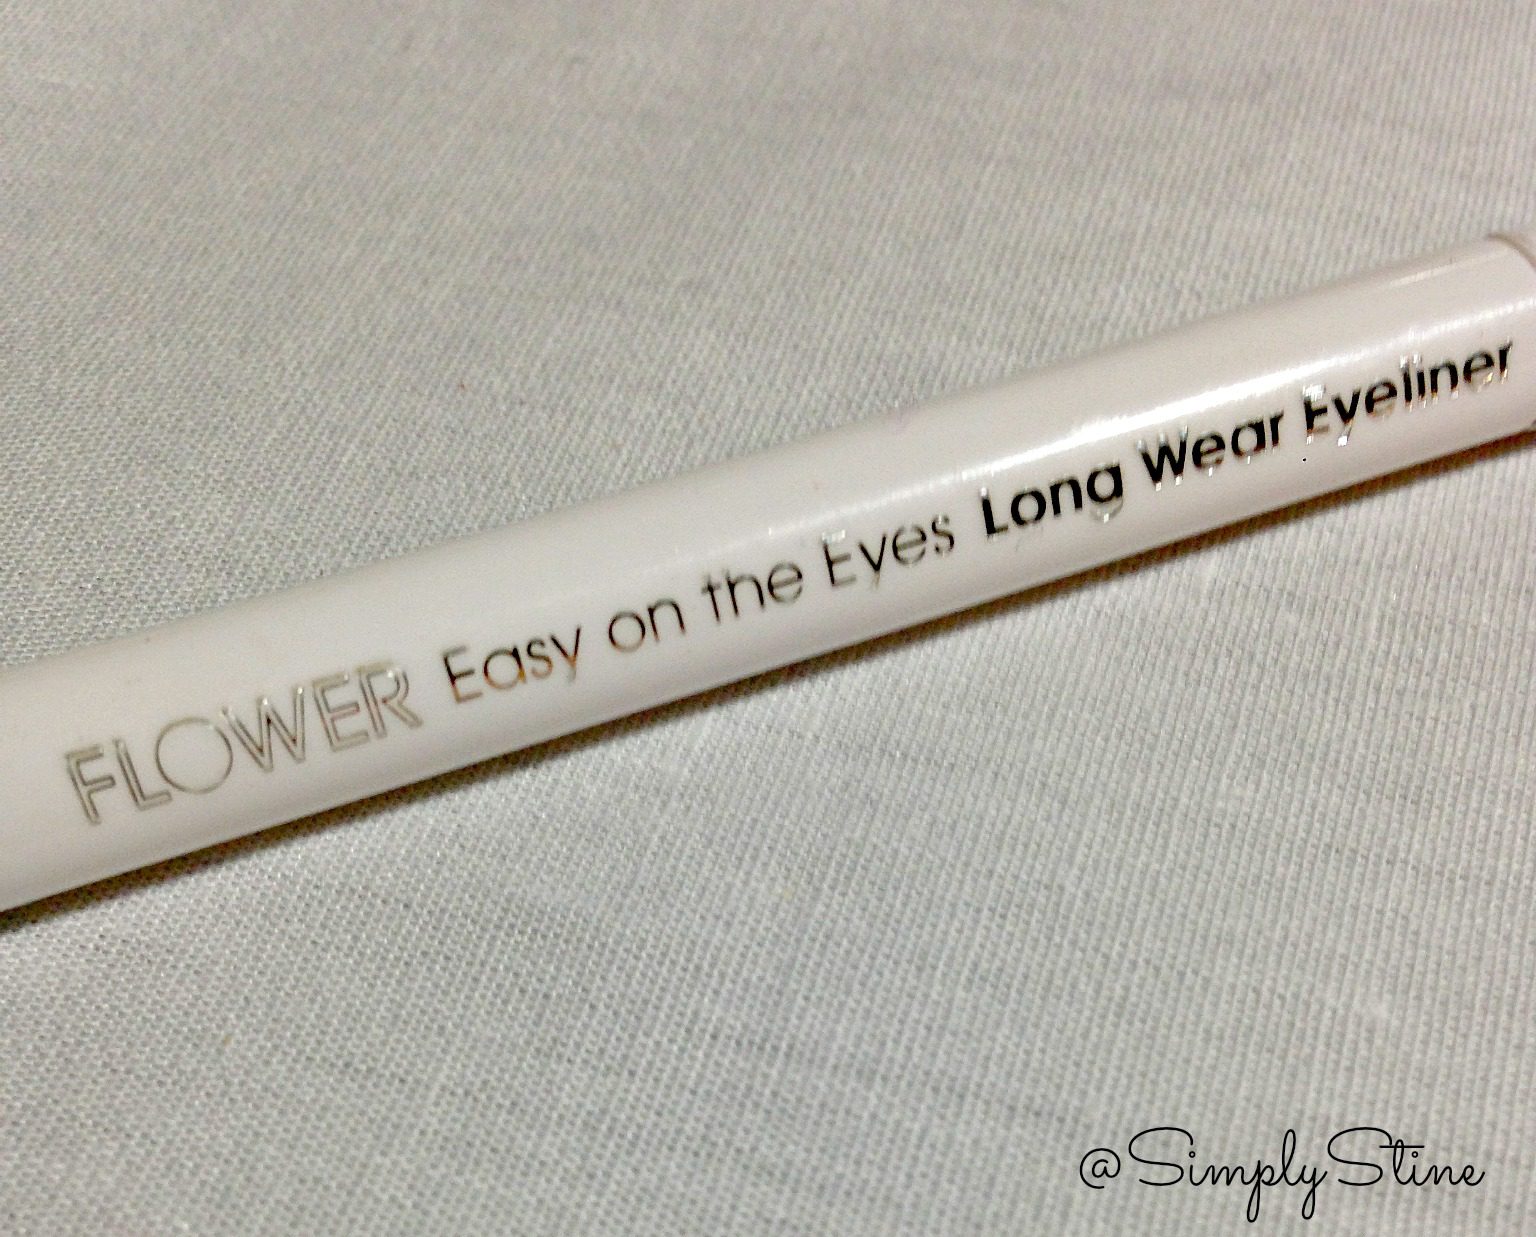 FLOWER Easy on the Eyes Long Wear Eyeliner
@SimplyStine